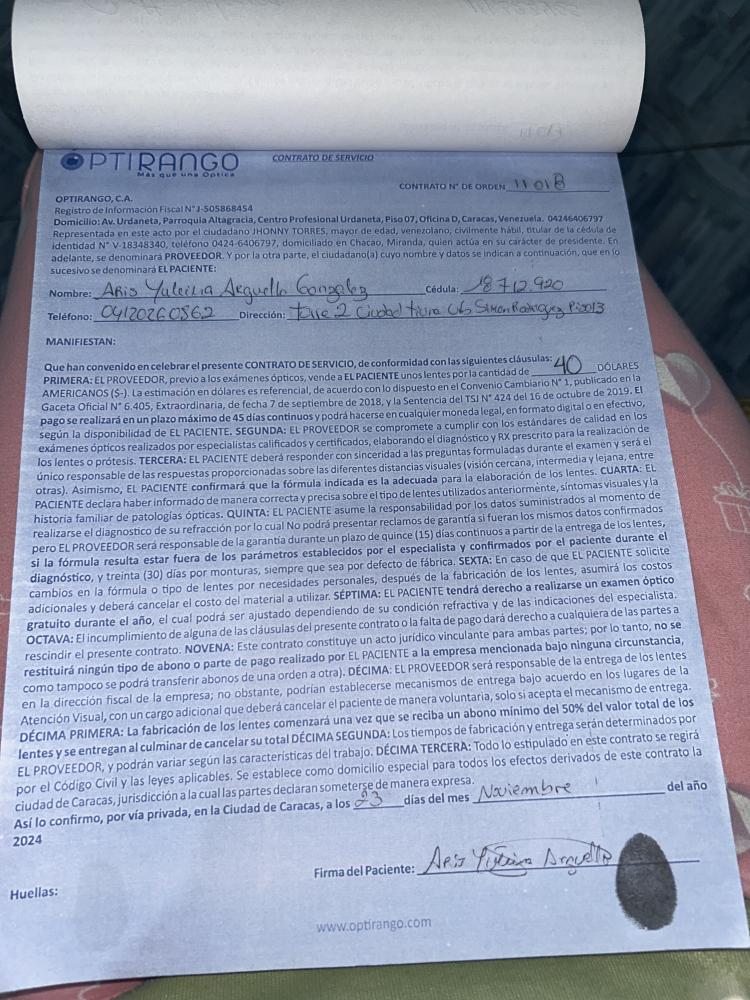 OPTIRANGO
Más que una Óptica
CONTRATO DE SERVICIO
CONTRATO N° DE ORDEN 11018
OPTIRANGO, C.A.
Registro de Información Fiscal N°J-505868454
Domicilio: Av. Urdaneta, Parroquia Altagracia, Centro Profesional Urdaneta, Piso 07, Oficina D, Caracas, Venezuela. 04246406797
Representada en este acto por el ciudadano JHONNY TORRES, mayor de edad, venezolano, civilmente hábil, titular de la cédula de
identidad N° V-18348340, teléfono 0424-6406797, domiciliado en Chacao, Miranda, quien actúa en su carácter de presidente. En
adelante, se denominará PROVEEDOR. Y por la otra parte, el ciudadano(a) cuyo nombre y datos se indican a continuación, que en lo
sucesivo se denominará EL PACIENTE:
Nombre: Aris Yuleilia Arguello Gonzalez Cédula: 18712.920
Teléfono: 04120260862 Dirección: torre 2 Ciudad tiuna Ub Simon Rodriguez Piso 13
MANIFIESTAN:
Que han convenido en celebrar el presente CONTRATO DE SERVICIO, de conformidad con las siguientes cláusulas:
PRIMERA: EL PROVEEDOR, previo a los exámenes ópticos, vende a EL PACIENTE unos lentes por la cantidad de 40 DÓLARES
AMERICANOS ($-). La estimación en dólares es referencial, de acuerdo con lo dispuesto en el Convenio Cambiario N° 1, publicado en la
Gaceta Oficial N° 6.405, Extraordinaria, de fecha 7 de septiembre de 2018, y la Sentencia del TSJ N° 424 del 16 de octubre de 2019. El
pago se realizará en un plazo máximo de 45 días continuos y podrá hacerse en cualquier moneda legal, en formato digital o en efectivo,
según la disponibilidad de EL PACIENTE. SEGUNDA: EL PROVEEDOR se compromete a cumplir con los estándares de calidad en los
exámenes ópticos realizados por especialistas calificados y certificados, elaborando el diagnóstico y RX prescrito para la realización de
los lentes o prótesis. TERCERA: EL PACIENTE deberá responder con sinceridad a las preguntas formuladas durante el examen y será el
único responsable de las respuestas proporcionadas sobre las diferentes distancias visuales (visión cercana, intermedia y lejana, entre
otras). Asimismo, EL PACIENTE confirmará que la fórmula indicada es la adecuada para la elaboración de los lentes. CUARTA: EL
PACIENTE declara haber informado de manera correcta y precisa sobre el tipo de lentes utilizados anteriormente, síntomas visuales y la
historia familiar de patologías ópticas. QUINTA: EL PACIENTE asume la responsabilidad por los datos suministrados al momento de
realizarse el diagnostico de su refracción por lo cual No podrá presentar reclamos de garantía si fueran los mismos datos confirmados
pero EL PROVEEDOR será responsable de la garantía durante un plazo de quince (15) días continuos a partir de la entrega de los lentes,
si la fórmula resulta estar fuera de los parámetros establecidos por el especialista y confirmados por el paciente durante el
diagnóstico, y treinta (30) días por monturas, siempre que sea por defecto de fábrica. SEXTA: En caso de que EL PACIENTE solicite
cambios en la fórmula o tipo de lentes por necesidades personales, después de la fabricación de los lentes, asumirá los costos
adicionales y deberá cancelar el costo del material a utilizar. SÉPTIMA: EL PACIENTE tendrá derecho a realizarse un examen óptico
gratuito durante el año, el cual podrá ser ajustado dependiendo de su condición refractiva y de las indicaciones del especialista.
OCTAVA: El incumplimiento de alguna de las cláusulas del presente contrato o la falta de pago dará derecho a cualquiera de las partes a
rescindir el presente contrato. NOVENA: Este contrato constituye un acto jurídico vinculante para ambas partes; por lo tanto, no se
restituirá ningún tipo de abono o parte de pago realizado por EL PACIENTE a la empresa mencionada bajo ninguna circunstancia,
como tampoco se podrá transferir abonos de una orden a otra). DÉCIMA: EL PROVEEDOR será responsable de la entrega de los lentes
en la dirección fiscal de la empresa; no obstante, podrían establecerse mecanismos de entrega bajo acuerdo en los lugares de la
Atención Visual, con un cargo adicional que deberá cancelar el paciente de manera voluntaria, solo si acepta el mecanismo de entrega.
DÉCIMA PRIMERA: La fabricación de los lentes comenzará una vez que se reciba un abono mínimo del 50% del valor total de los
lentes y se entregan al culminar de cancelar su total DÉCIMA SEGUNDA: Los tiempos de fabricación y entrega serán determinados por
EL PROVEEDOR, y podrán variar según las características del trabajo. DÉCIMA TERCERA: Todo lo estipulado en este contrato se regirá
por el Código Civil y las leyes aplicables. Se establece como domicilio especial para todos los efectos derivados de este contrato la
ciudad de Caracas, jurisdicción a la cual las partes declaran someterse de manera expresa.
Así lo confirmo, por vía privada, en la Ciudad de Caracas, a los 23 días del mes Noviembre del año
2024
Firma del Paciente: Aris Arguello
Huellas:
www.optirango.com